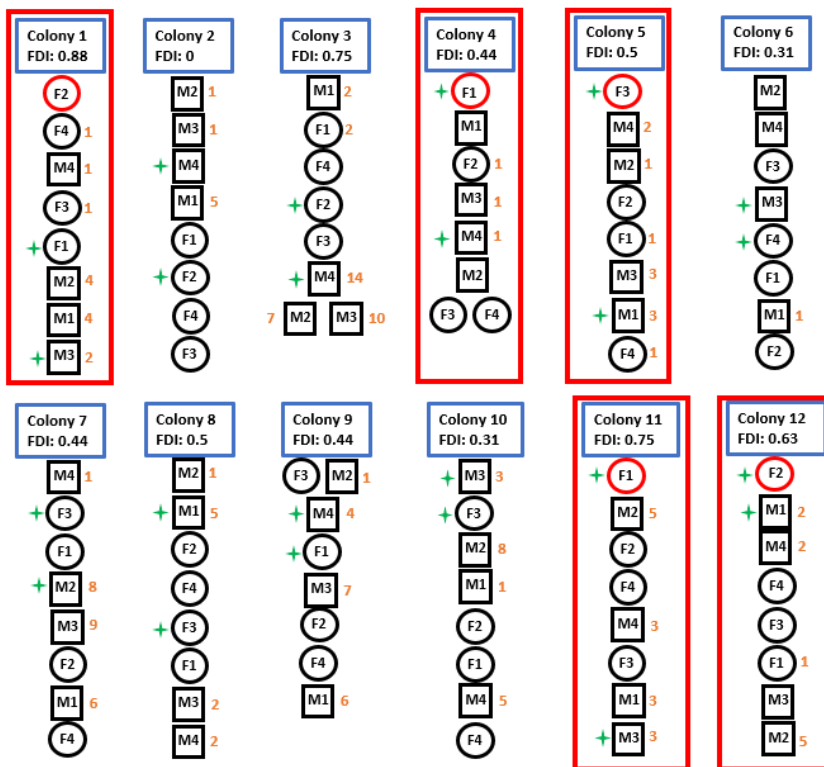 Colony 1
FDI: 0.88
F2
F4 1
M4 1
F3 1
F1
M2 4
M1 4
M3 2
Colony 2
FDI: 0
M2 1
M3 1
M4
M1 5
F1
F2
F4
F3
Colony 3
FDI: 0.75
M1 2
F1 2
F4
F2
F3
M4 14
7 M2 M3 10
Colony 4
FDI: 0.44
F1
M1
F2 1
M3 1
M4 1
M2
F3 F4
Colony 5
FDI: 0.5
F3
M4 2
M2 1
F2
F1 1
M3 3
M1 3
F4 1
Colony 6
FDI: 0.31
M2
M4
F3
M3
F4
F1
M1 1
F2
Colony 7
FDI: 0.44
M4 1
F3
F1
M2 8
M3 9
F2
M1 6
F4
Colony 8
FDI: 0.5
M2 1
M1 5
F2
F4
F3
F1
M3 2
M4 2
Colony 9
FDI: 0.44
F3 M2 1
M4 4
F1
M3 7
F2
F4
M1 6
Colony 10
FDI: 0.31
M3 3
F3
M2 8
M1 1
F2
F1
M4 5
F4
Colony 11
FDI: 0.75
F1
M2 5
F2
F4
M4 3
F3
M1 3
M3 3
Colony 12
FDI: 0.63
F2
M1 2
M4 2
F4
F3
F1 1
M3
M2 5